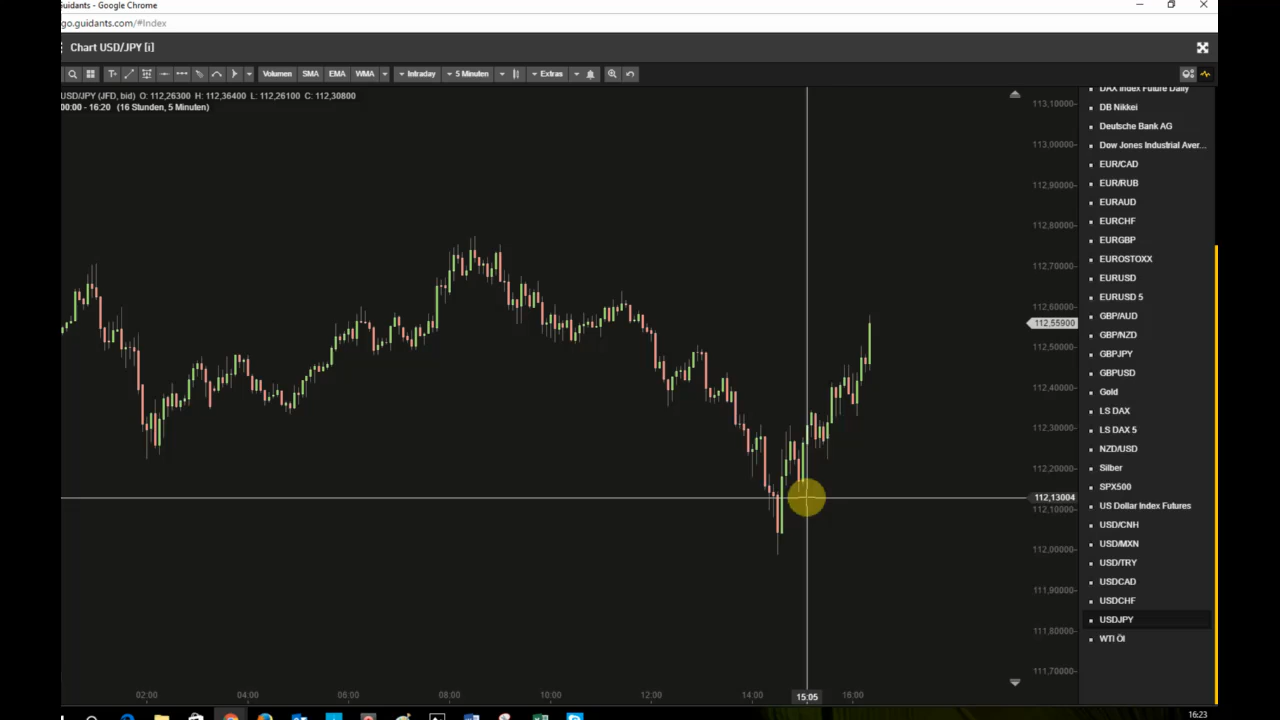 Guidants - Google Chrome
go.guidants.com/#Index
Chart USD/JPY [i]
Volumen SMA EMA WMA Intraday 5 Minuten Extras
USD/JPY (JFD, bid) O: 112,26300 H: 112,36400 L: 112,26100 C: 112,30800
00:00 - 16:20 (16 Stunden, 5 Minuten)
113,10000
113,00000
112,90000
112,80000
112,70000
112,60000
112,55900
112,50000
112,40000
112,30000
112,20000
112,13004
112,10000
112,00000
111,90000
111,80000
111,70000
DAX Index Future Daily
DB Nikkei
Deutsche Bank AG
Dow Jones Industrial Aver...
EUR/CAD
EUR/RUB
EURAUD
EURCHF
EURGBP
EUROSTOXX
EURUSD
EURUSD 5
GBP/AUD
GBP/NZD
GBPJPY
GBPUSD
Gold
LS DAX
LS DAX 5
NZD/USD
Silber
SPX500
US Dollar Index Futures
USD/CNH
USD/MXN
USD/TRY
USDCAD
USDCHF
USDJPY
WTI Öl
02:00 04:00 06:00 08:00 10:00 12:00 14:00 15:05 16:00
16:23